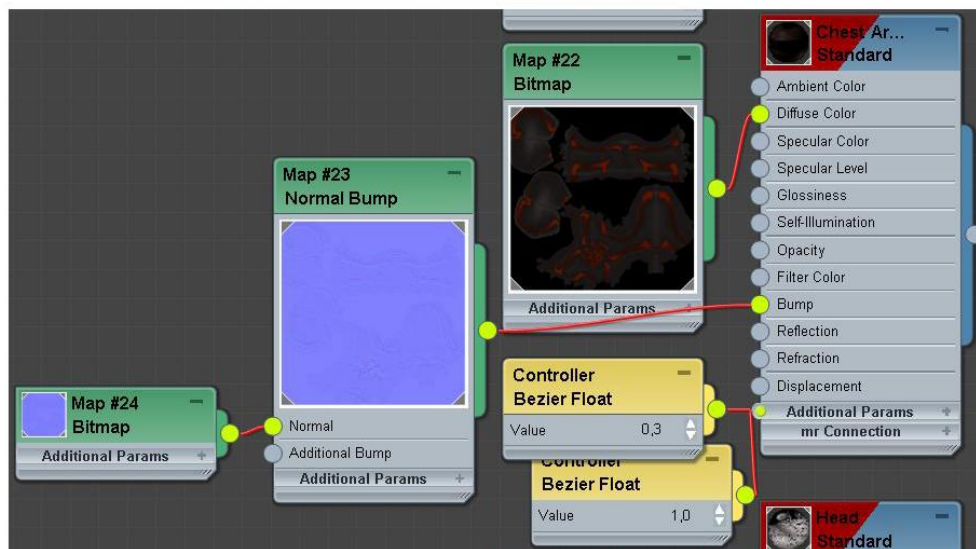 Map #22
Bitmap
Additional Params
Map #23
Normal Bump
Normal
Additional Bump
Additional Params
Map #24
Bitmap
Additional Params
Controller
Bezier Float
Value 0,3
Controller
Bezier Float
Value 1,0
Chest Ar...
Standard
Ambient Color
Diffuse Color
Specular Color
Specular Level
Glossiness
Self-Illumination
Opacity
Filter Color
Bump
Reflection
Refraction
Displacement
Additional Params
mr Connection
Head
Standard